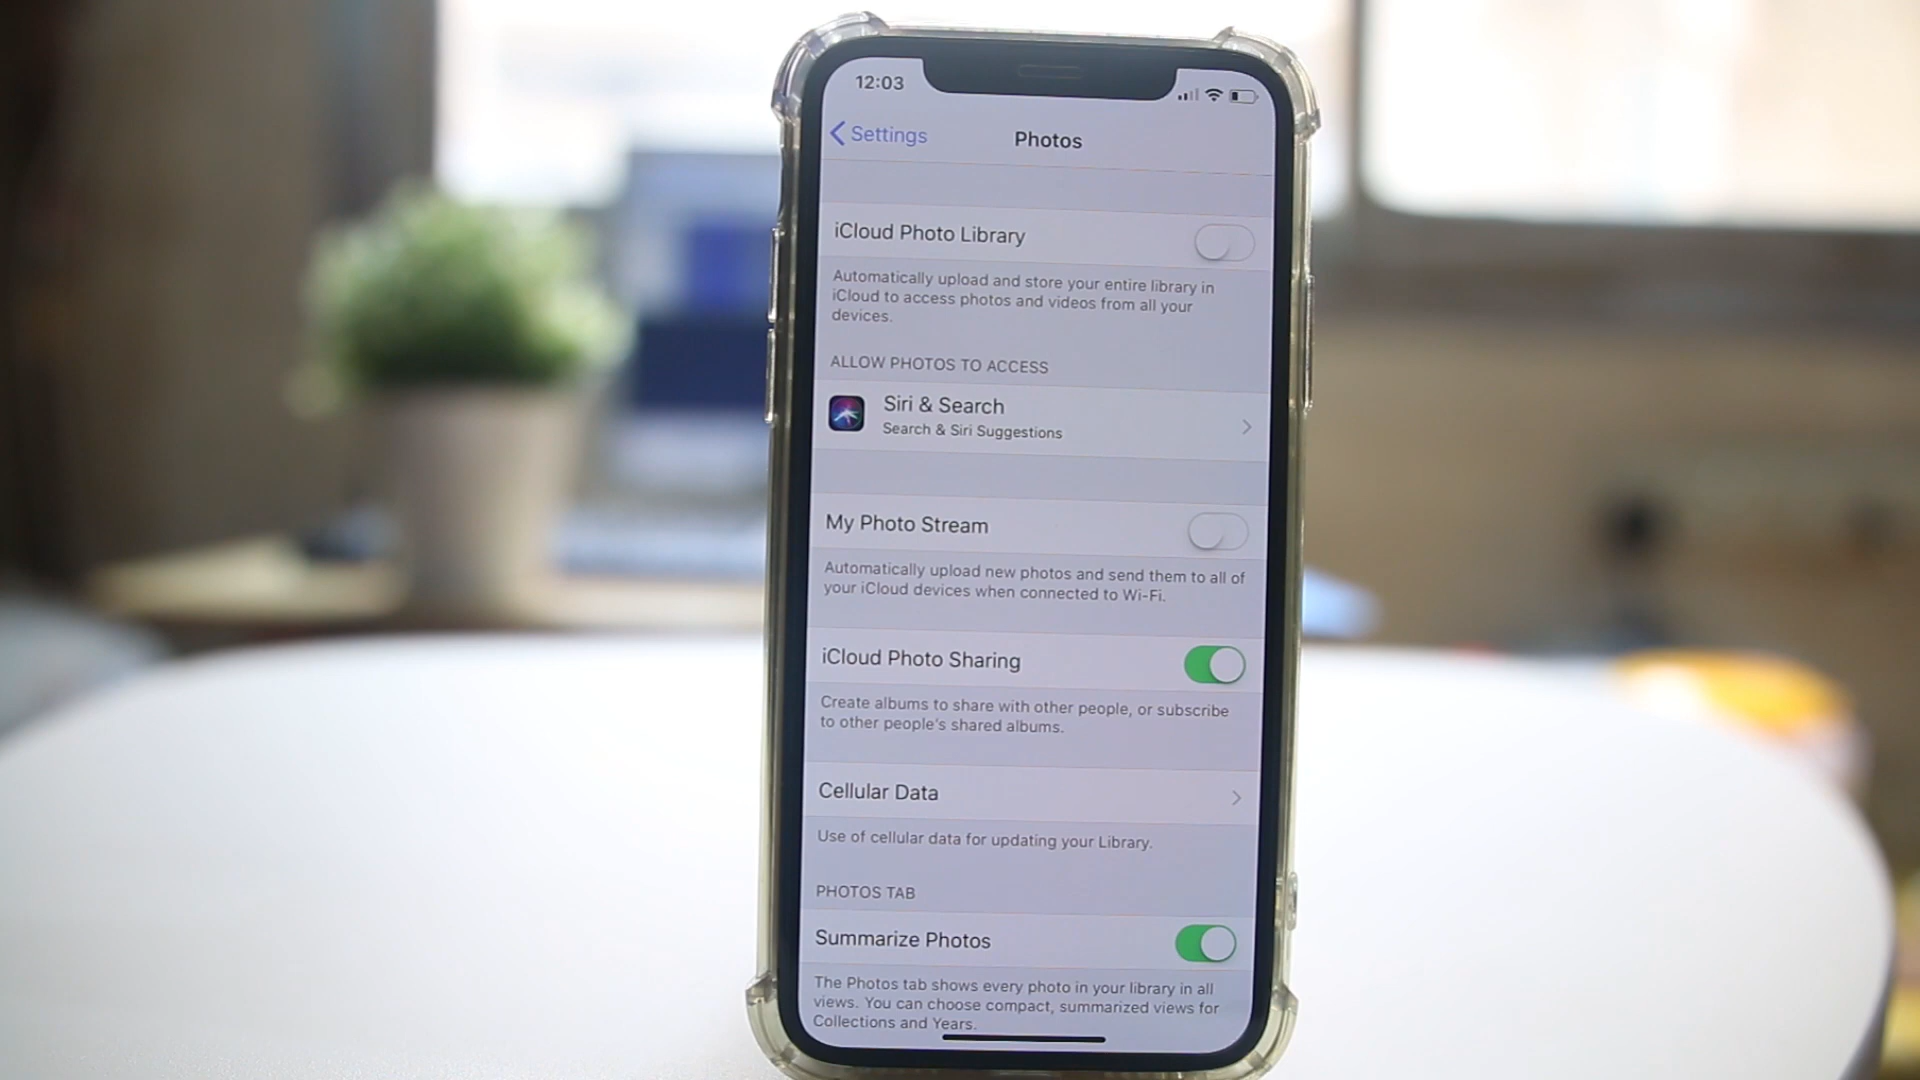 12:03
Settings
Photos
iCloud Photo Library
Automatically upload and store your entire library in
iCloud to access photos and videos from all your
devices.
ALLOW PHOTOS TO ACCESS
Siri & Search
Search & Siri Suggestions
My Photo Stream
Automatically upload new photos and send them to all of
your iCloud devices when connected to Wi-Fi.
iCloud Photo Sharing
Create albums to share with other people, or subscribe
to other people's shared albums.
Cellular Data
Use of cellular data for updating your Library.
PHOTOS TAB
Summarize Photos
The Photos tab shows every photo in your library in all
views. You can choose compact, summarized views for
Collections and Years.